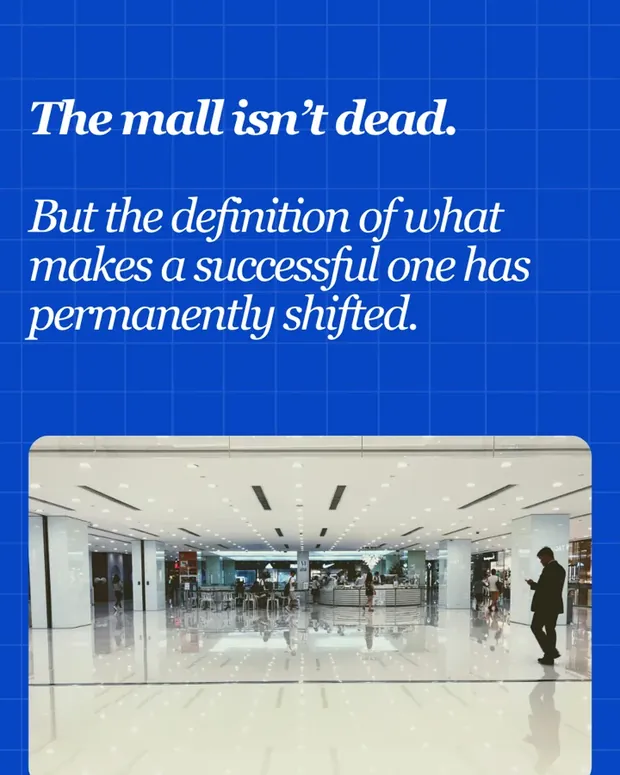 The mall isn’t dead.
But the definition of what
makes a successful one has
permanently shifted.